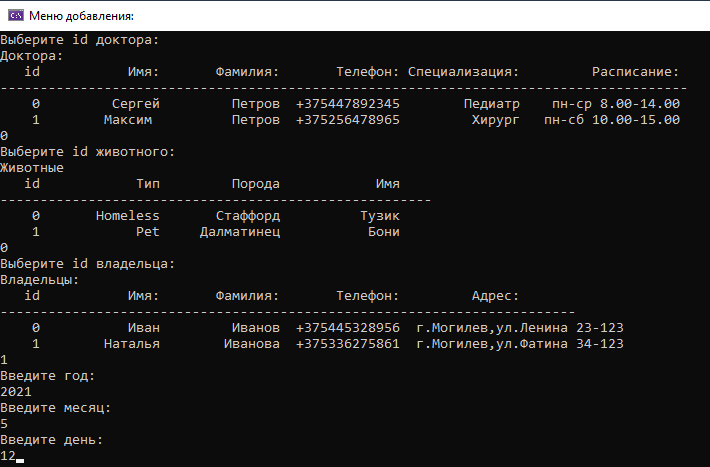 Меню добавления:
Выберите id доктора:
Доктора:
id Имя: Фамилия: Телефон: Специализация: Расписание:
--------------------------------------------------------------------------------------
0 Сергей Петров +375447892345 Педиатр пн-ср 8.00-14.00
1 Максим Петров +375256478965 Хирург пн-сб 10.00-15.00
0
Выберите id животного:
Животные
id Тип Порода Имя
------------------------------------------------------
0 Homeless Стаффорд Тузик
1 Pet Далматинец Бони
0
Выберите id владельца:
Владельцы:
id Имя: Фамилия: Телефон: Адрес:
------------------------------------------------------------------------
0 Иван Иванов +375445328956 г.Могилев,ул.Ленина 23-123
1 Наталья Иванова +375336275861 г.Могилев,ул.Фатина 34-123
1
Введите год:
2021
Введите месяц:
5
Введите день:
12